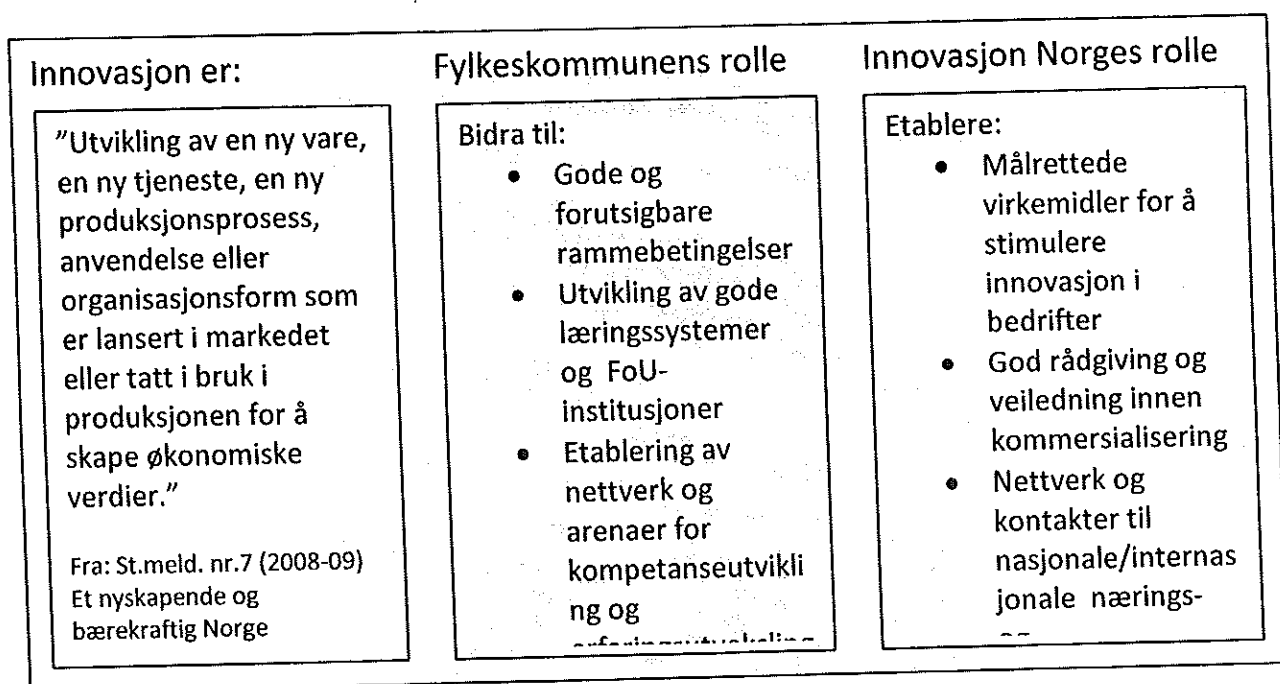 Innovasjon er:
"Utvikling av en ny vare,
en ny tjeneste, en ny
produksjonsprosess,
anvendelse eller
organisasjonsform som
er lansert i markedet
eller tatt i bruk i
produksjonen for å
skape økonomiske
verdier."
Fra: St.meld. nr.7 (2008-09)
Et nyskapende og
bærekraftig Norge
Fylkeskommunens rolle
Bidra til:
• Gode og
forutsigbare
rammebetingelser
• Utvikling av gode
læringssystemer
og FoU-
institusjoner
• Etablering av
nettverk og
arenaer for
kompetanseutvikli
ng og
Innovasjon Norges rolle
Etablere:
• Målrettede
virkemidler for å
stimulere
innovasjon i
bedrifter
• God rådgiving og
veiledning innen
kommersialisering
• Nettverk og
kontakter til
nasjonale/internas
jonale nærings-